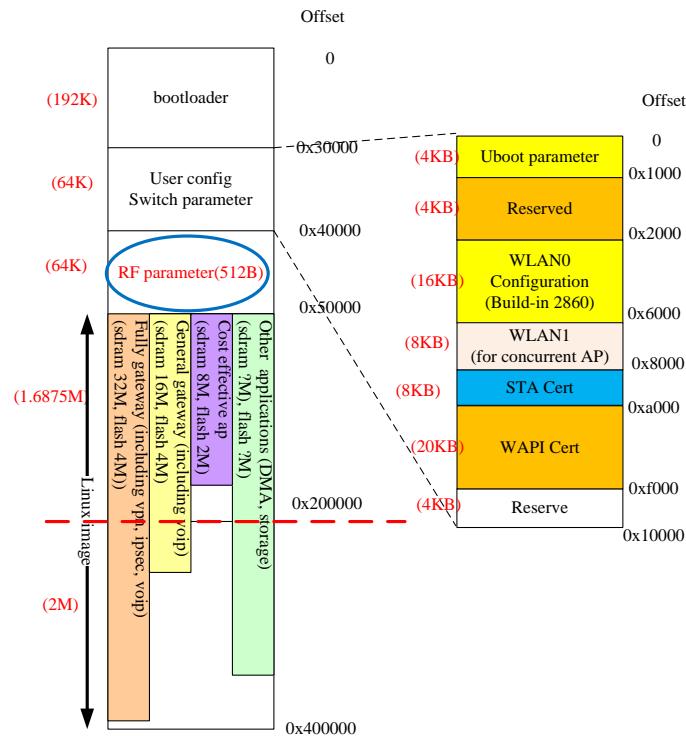 Offset
0
bootloader
(192K)
0x30000
User config
Switch parameter
(64K)
0x40000
RF parameter(512B)
(64K)
0x50000
Fully gateway (including vpn, ipsec, voip)
(sdram 32M, flash 4M))
General gateway (including voip)
(sdram 16M, flash 4M)
Cost effective ap
(sdram 8M, flash 2M)
Other applications (DMA, storage)
(sdram ?M), flash ?M)
(1.6875M)
Linux image
0x200000
(2M)
0x400000
Offset
0
(4KB)
Uboot parameter
0x1000
(4KB)
Reserved
0x2000
(16KB)
WLAN0
Configuration
(Build-in 2860)
0x6000
(8KB)
WLAN1
(for concurrent AP)
0x8000
(8KB)
STA Cert
0xa000
(20KB)
WAPI Cert
0xf000
(4KB)
Reserve
0x10000